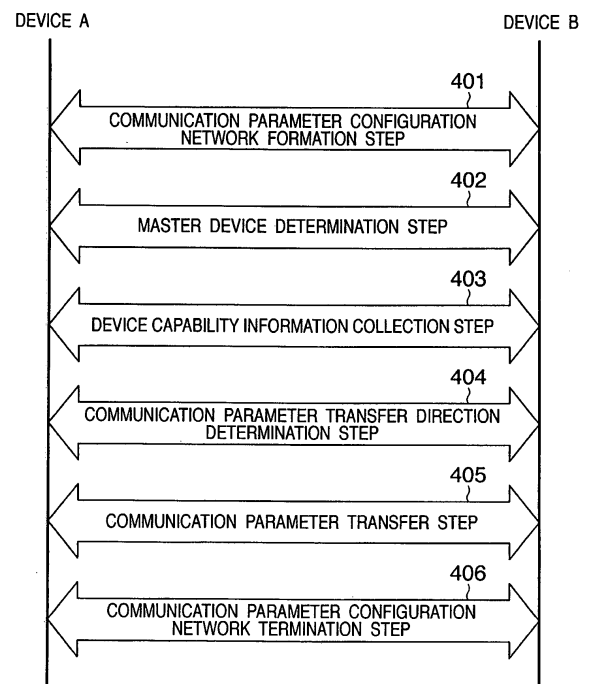 DEVICE A
DEVICE B
401
COMMUNICATION PARAMETER CONFIGURATION
NETWORK FORMATION STEP
402
MASTER DEVICE DETERMINATION STEP
403
DEVICE CAPABILITY INFORMATION COLLECTION STEP
404
COMMUNICATION PARAMETER TRANSFER DIRECTION
DETERMINATION STEP
405
COMMUNICATION PARAMETER TRANSFER STEP
406
COMMUNICATION PARAMETER CONFIGURATION
NETWORK TERMINATION STEP